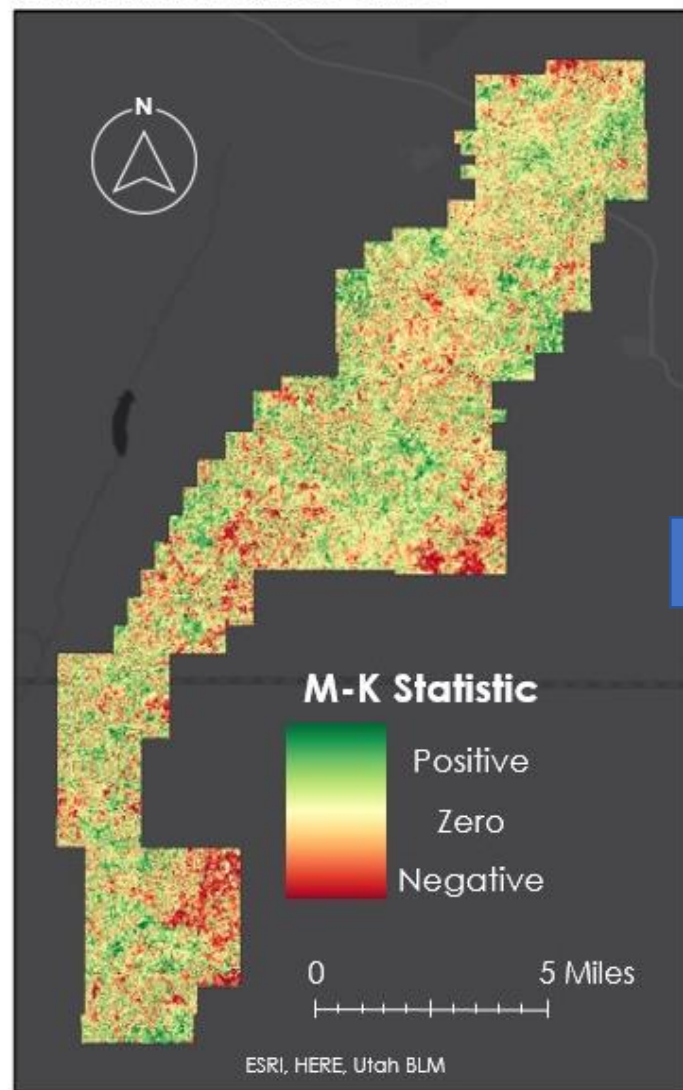 N
M-K Statistic
Positive
Zero
Negative
0 5 Miles
ESRI, HERE, Utah BLM